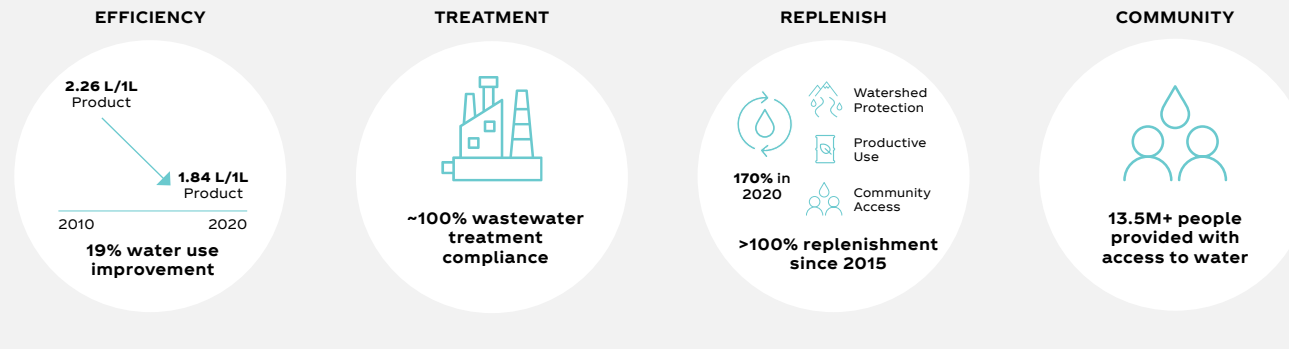 EFFICIENCY
2.26 L/1L
Product
1.84 L/1L
Product
2010 2020
19% water use
improvement
TREATMENT
~100% wastewater
treatment
compliance
REPLENISH
170% in
2020
Watershed
Protection
Productive
Use
Community
Access
>100% replenishment
since 2015
COMMUNITY
13.5M+ people
provided with
access to water